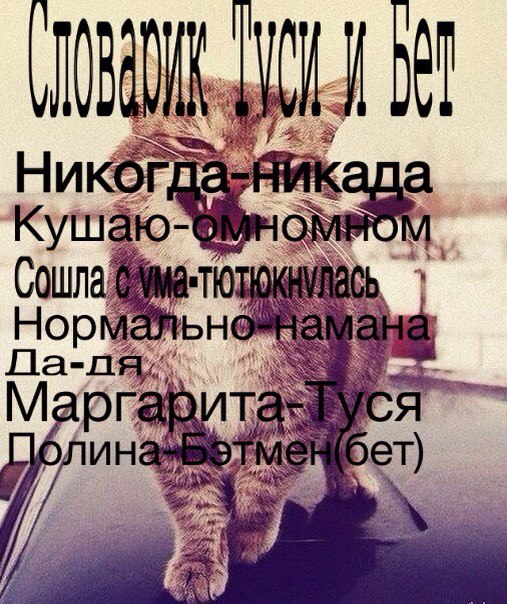 Словарик Туси и Бет
Никогда-никада
Кушаю-омномном
Сошла с ума-тютюкнулась
Нормально-намана
Да-дя
Маргарита-Туся
Полина-Бэтмен(бет)